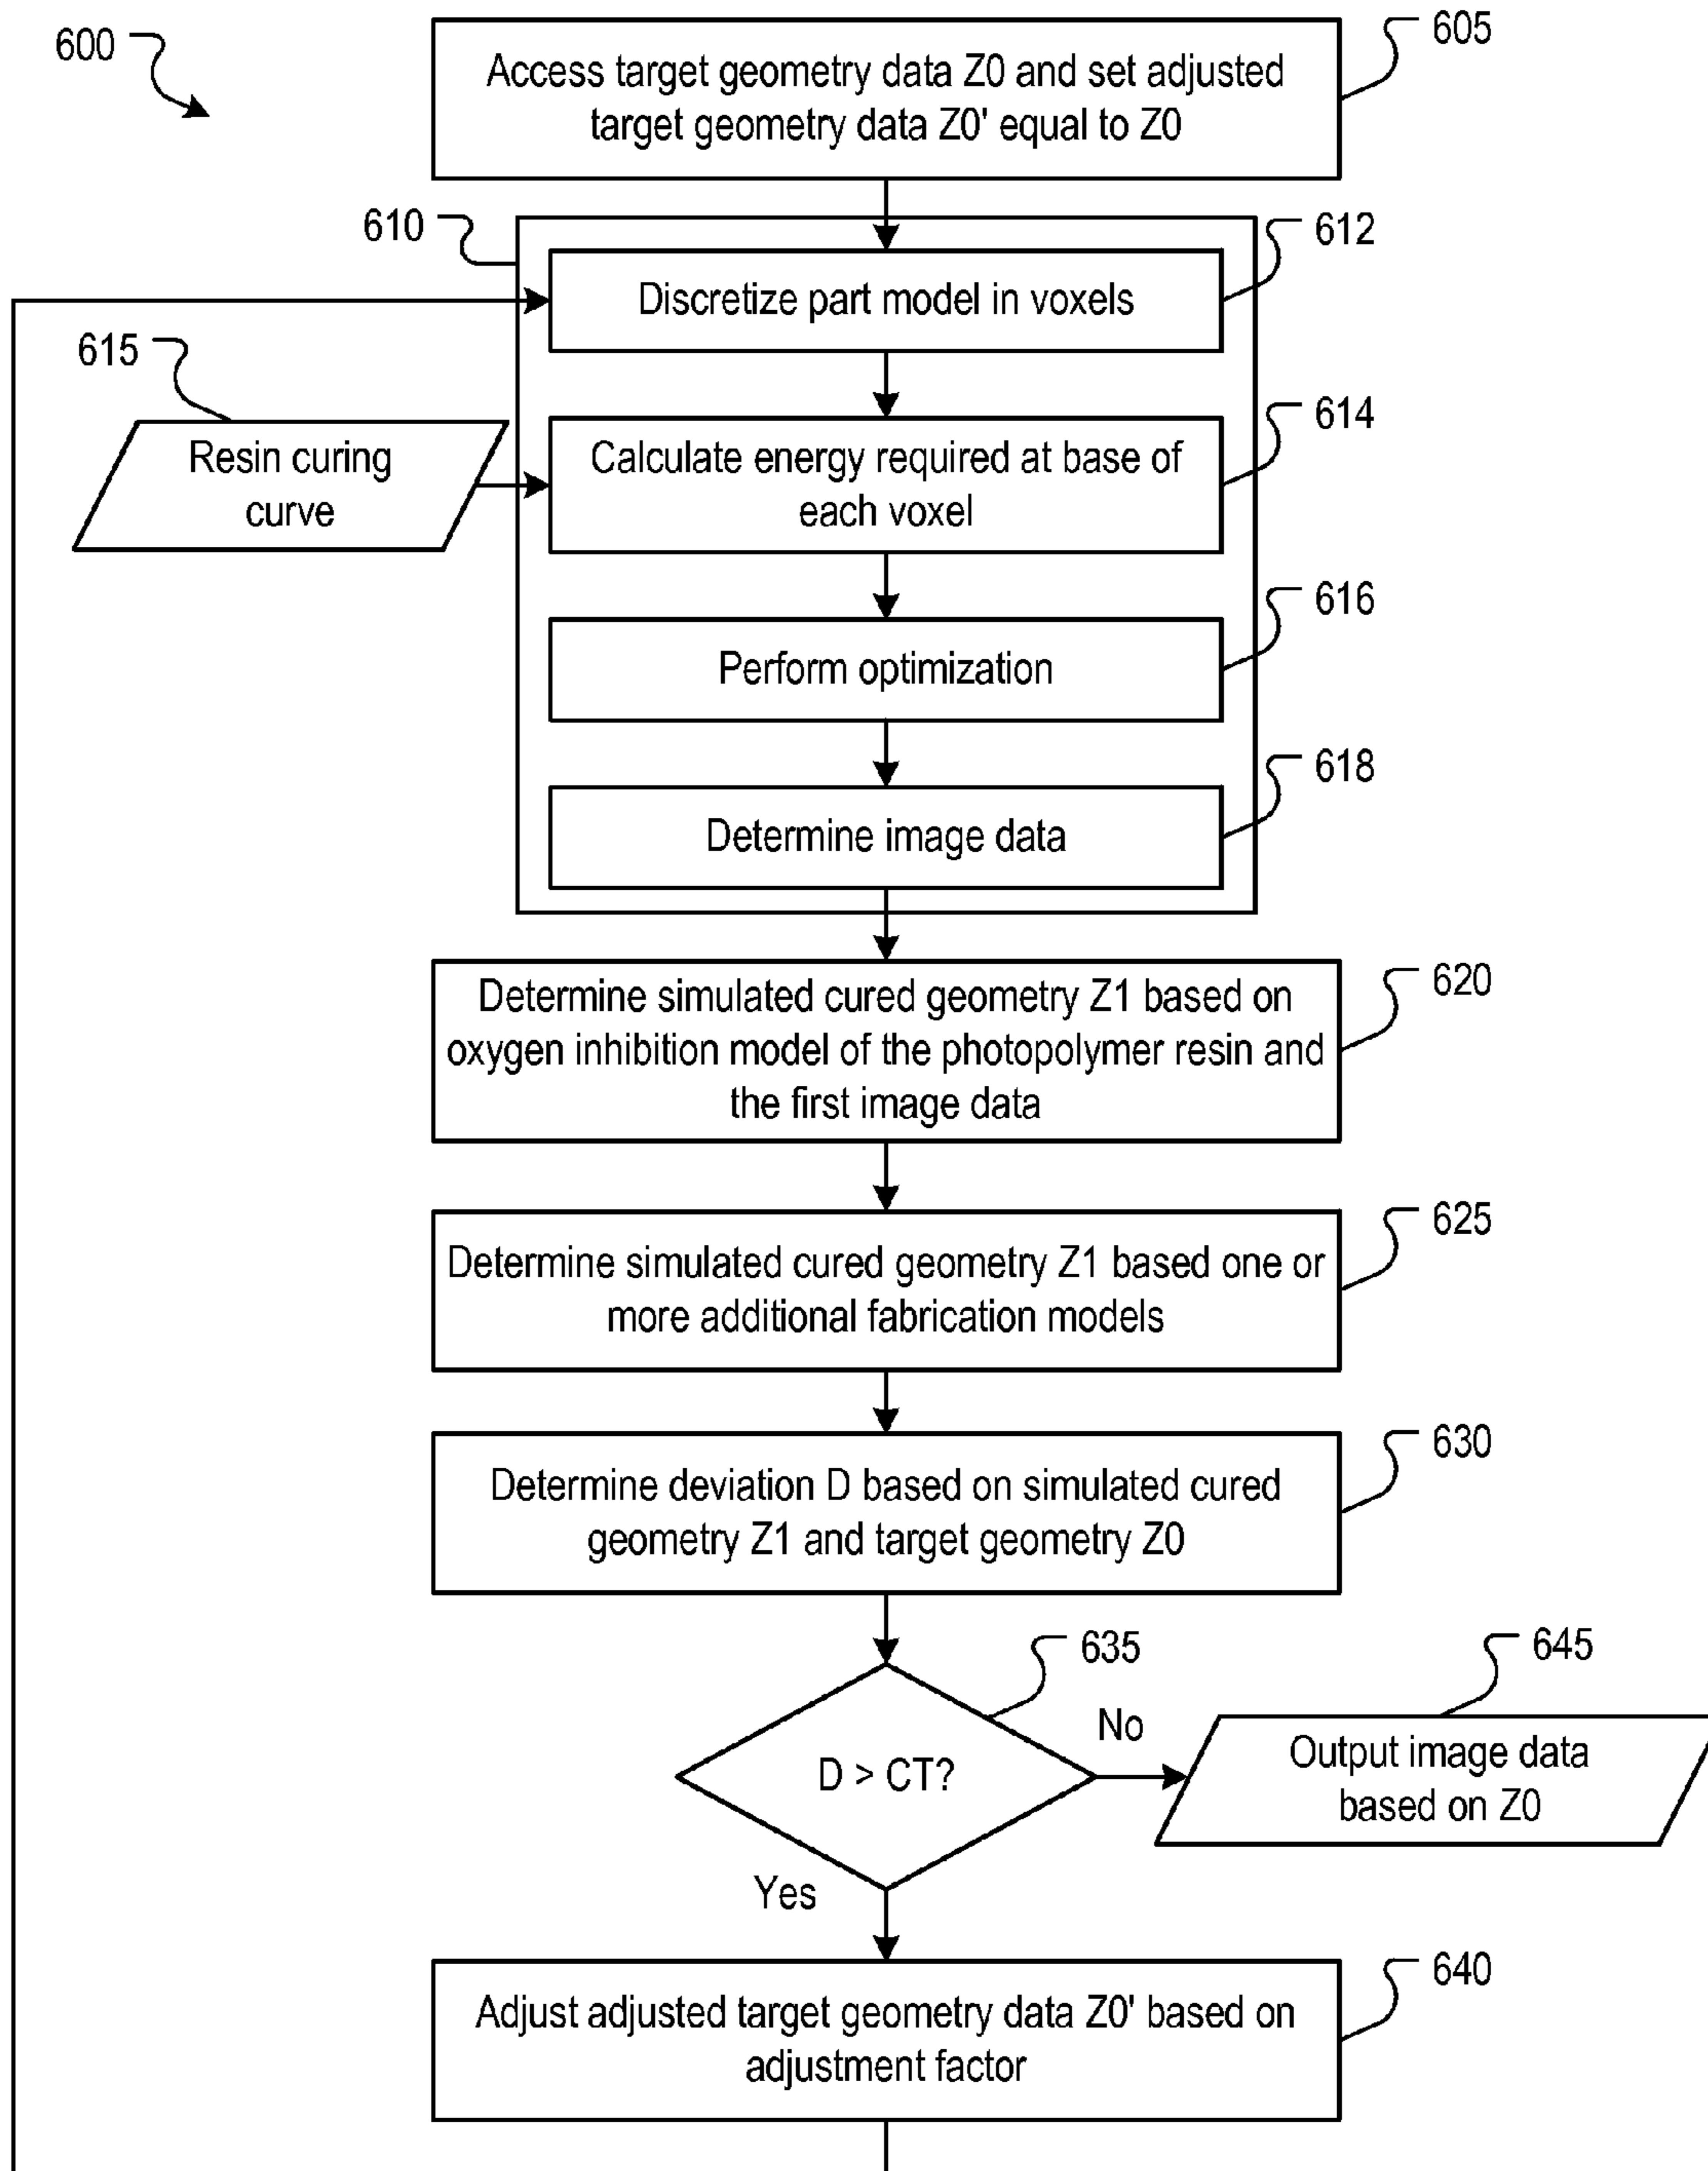 600
605
Access target geometry data Z0 and set adjusted
target geometry data Z0' equal to Z0
610
612
Discretize part model in voxels
615
Resin curing
curve
614
Calculate energy required at base of
each voxel
616
Perform optimization
618
Determine image data
620
Determine simulated cured geometry Z1 based on
oxygen inhibition model of the photopolymer resin and
the first image data
625
Determine simulated cured geometry Z1 based one or
more additional fabrication models
630
Determine deviation D based on simulated cured
geometry Z1 and target geometry Z0
635
D > CT?
No
645
Output image data
based on Z0
Yes
640
Adjust adjusted target geometry data Z0' based on
adjustment factor